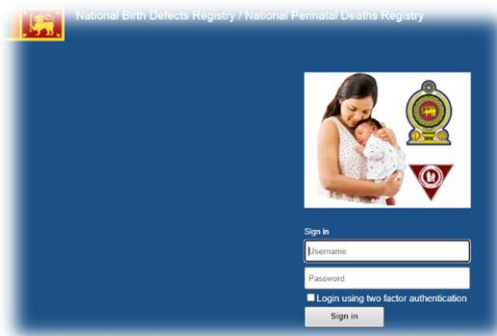 National Birth Defects Registry / National Perinatal Deaths Registry
Sign in
Username
Password
Login using two factor authentication
Sign in